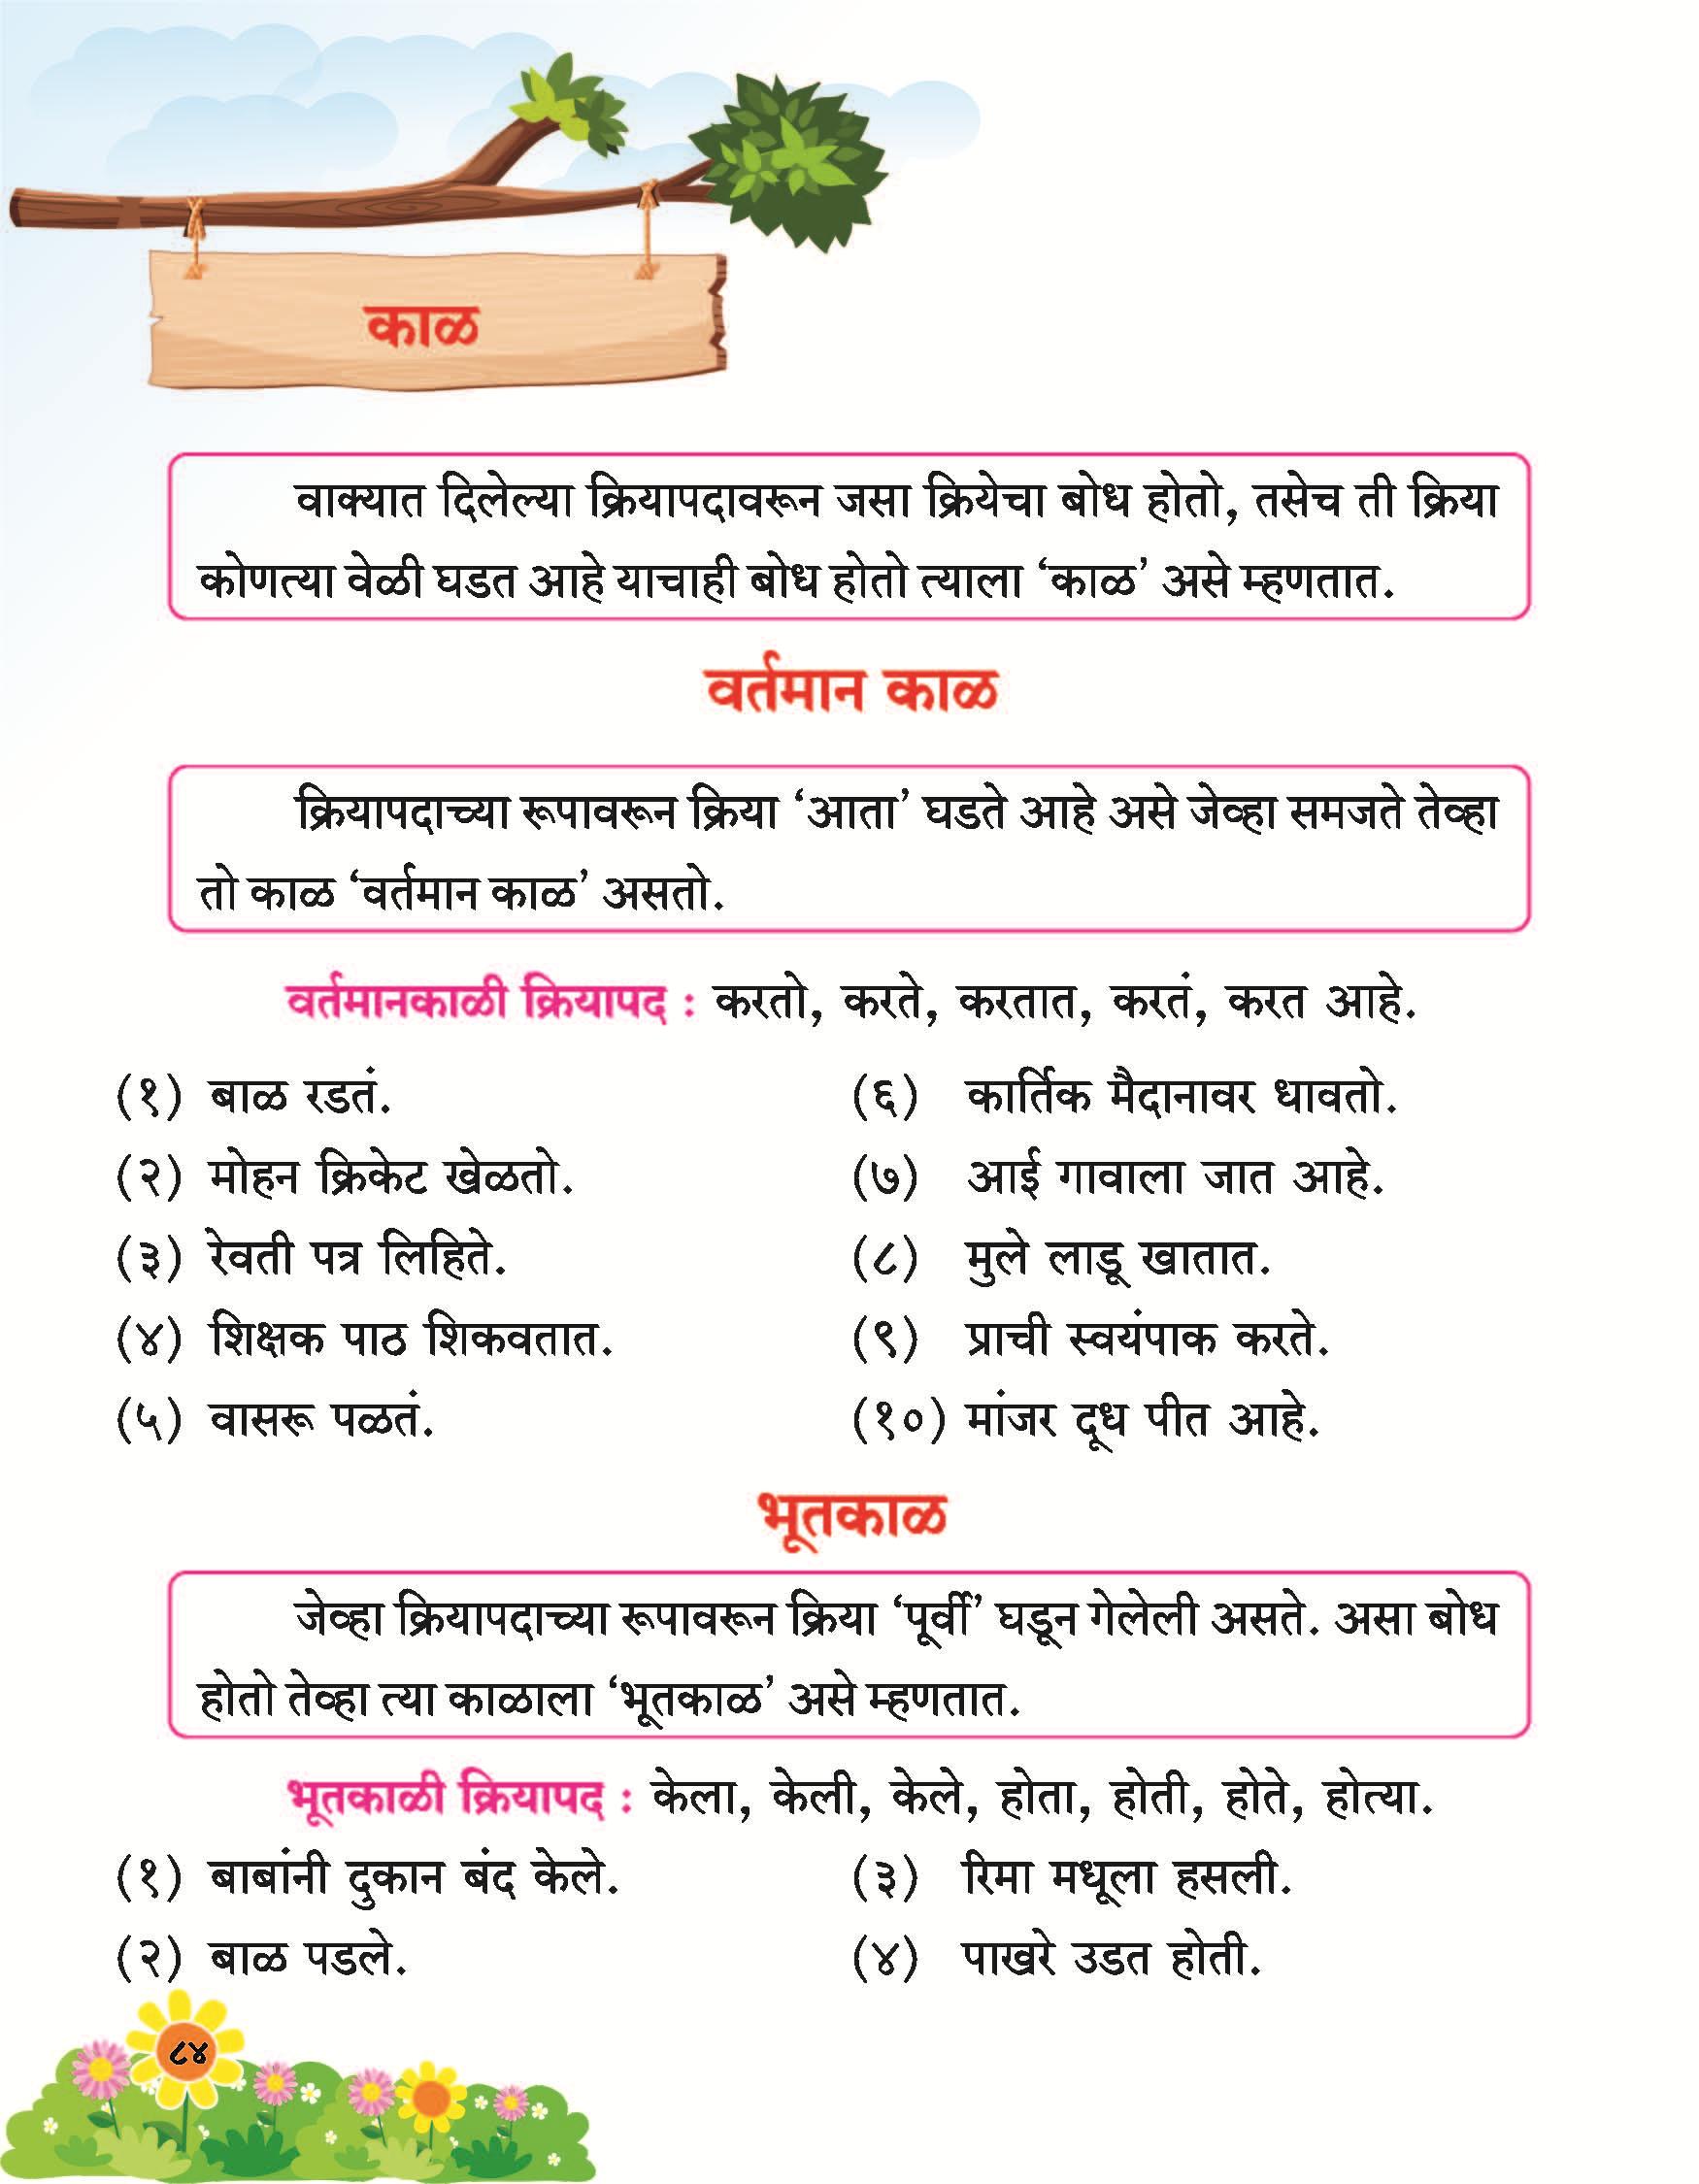 काळ
वाक्यात दिलेल्या क्रियापदावरून जसा क्रियेचा बोध होतो, तसेच ती क्रिया
कोणत्या वेळी घडत आहे याचाही बोध होतो त्याला ‘काळ’ असे म्हणतात.
वर्तमान काळ
क्रियापदाच्या रूपावरून क्रिया ‘आता’ घडते आहे असे जेव्हा समजते तेव्हा
तो काळ ‘वर्तमान काळ’ असतो.
वर्तमानकाळी क्रियापद : करतो, करते, करतात, करतं, करत आहे.
(१) बाळ रडतं.
(२) मोहन क्रिकेट खेळतो.
(३) रेवती पत्र लिहिते.
(४) शिक्षक पाठ शिकवतात.
(५) वासरू पळतं.
(६) कार्तिक मैदानावर धावतो.
(७) आई गावाला जात आहे.
(८) मुले लाडू खातात.
(९) प्राची स्वयंपाक करते.
(१०) मांजर दूध पीत आहे.
भूतकाळ
जेव्हा क्रियापदाच्या रूपावरून क्रिया ‘पूर्वी’ घडून गेलेली असते. असा बोध
होतो तेव्हा त्या काळाला ‘भूतकाळ’ असे म्हणतात.
भूतकाळी क्रियापद : केला, केली, केले, होता, होती, होते, होत्या.
(१) बाबांनी दुकान बंद केले.
(२) बाळ पडले.
(३) रिमा मधूला हसली.
(४) पाखरे उडत होती.
८४